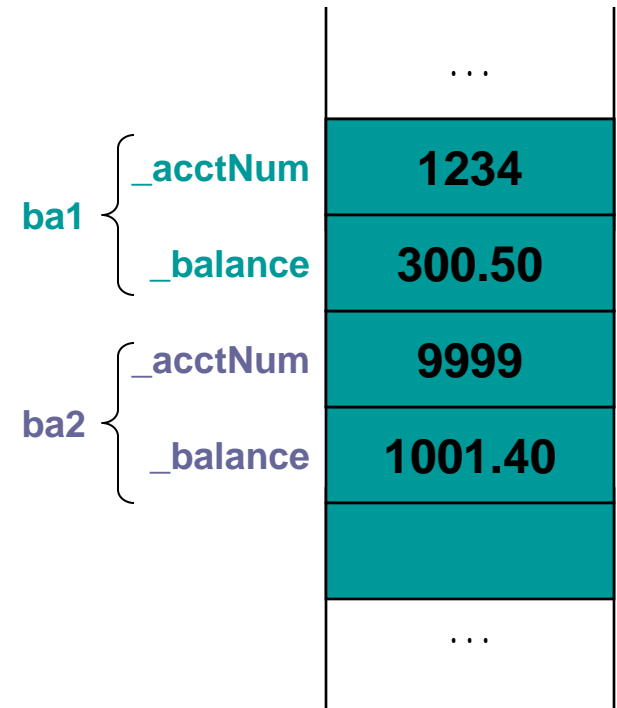 . . .
_acctNum 1234
ba1
_balance 300.50
_acctNum 9999
ba2
_balance 1001.40
. . .